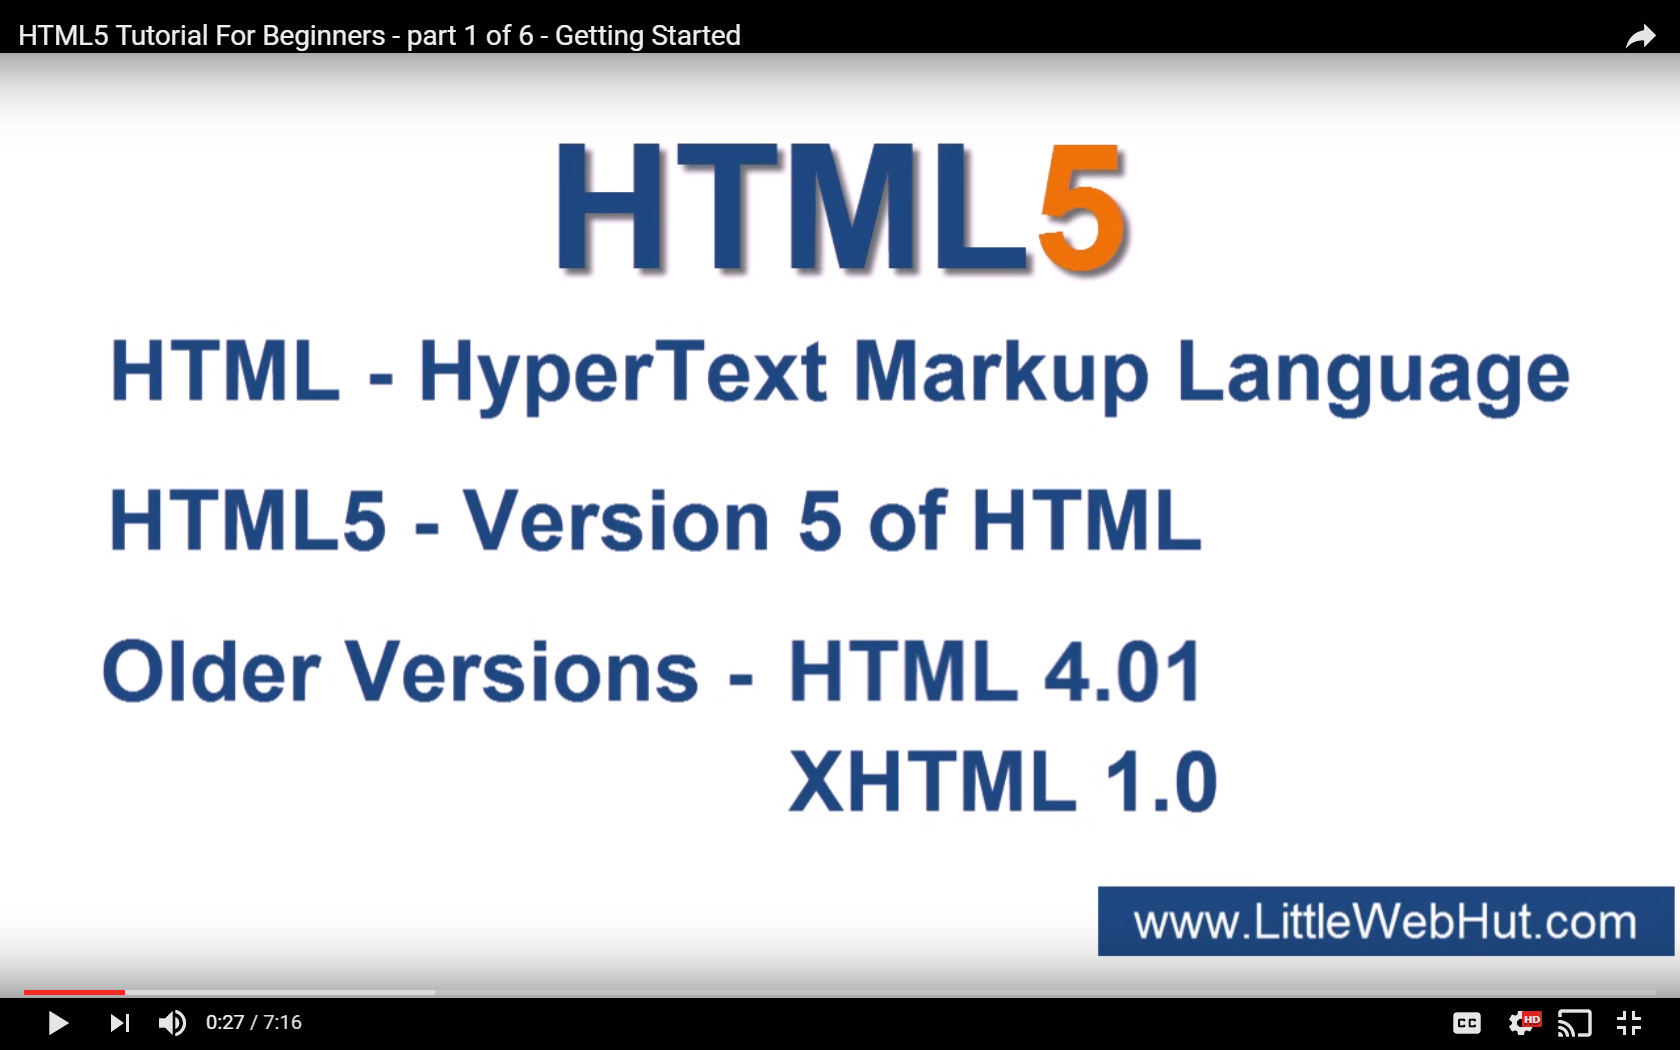 HTML5 Tutorial For Beginners - part 1 of 6 - Getting Started
HTML5
HTML - HyperText Markup Language
HTML5 - Version 5 of HTML
Older Versions - HTML 4.01
XHTML 1.0
www.LittleWebHut.com
0:27 / 7:16
CC
HD